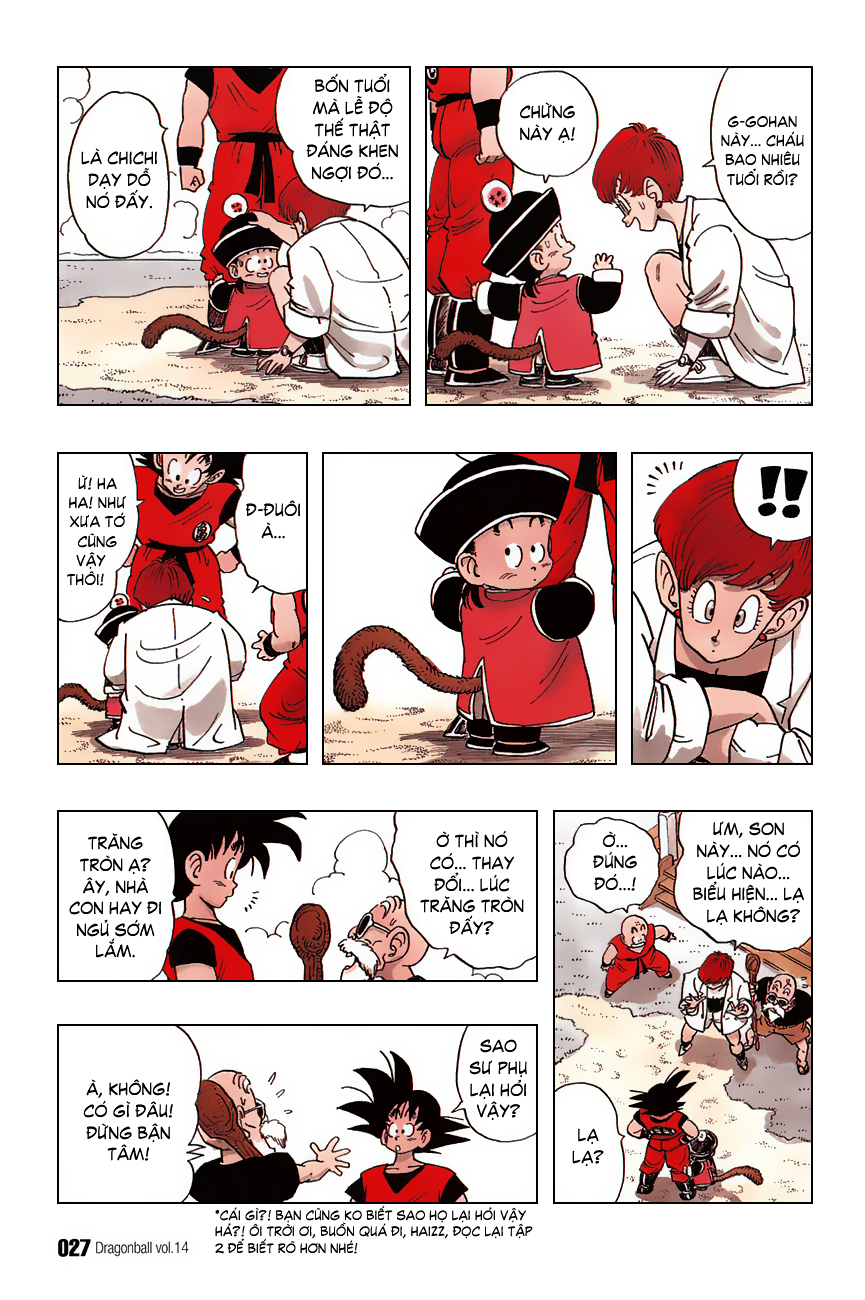 G-GOHAN
NÀY... CHÁU
BAO NHIÊU
TUỔI RỒI?
CHỪNG
NÀY Ạ!
BỐN TUỔI
MÀ LỄ ĐỘ
THẾ THẬT
ĐÁNG KHEN
NGỢI ĐÓ...
LÀ CHICHI
DẠY DỖ
NÓ ĐẤY.
!!
Đ-ĐUÔI
À...
Ừ! HA
HA! NHƯ
XƯA TỚ
CŨNG
VẬY
THÔI!
ƯM, SON
NÀY... NÓ CÓ
LÚC NÀO...
BIỂU HIỆN... LẠ
LẠ KHÔNG?
Ờ...
ĐÚNG
ĐÓ...!
LẠ
LẠ?
Ờ THÌ NÓ
CÓ... THAY
ĐỔI... LÚC
TRĂNG TRÒN
ĐẤY?
TRĂNG
TRÒN Ạ?
ÂY, NHÀ
CON HAY ĐI
NGỦ SỚM
LẮM.
SAO
SƯ PHỤ
LẠI HỎI
VẬY?
À, KHÔNG!
CÓ GÌ ĐÂU!
ĐỪNG BẬN
TÂM!
*CÁI GÌ?! BẠN CŨNG KO BIẾT SAO HỌ LẠI HỎI VẬY
HẢ?! ÔI TRỜI ƠI, BUỒN QUÁ ĐI, HAIZZ, ĐỌC LẠI TẬP
2 ĐỂ BIẾT RÕ HƠN NHÉ!
027 Dragonball vol.14